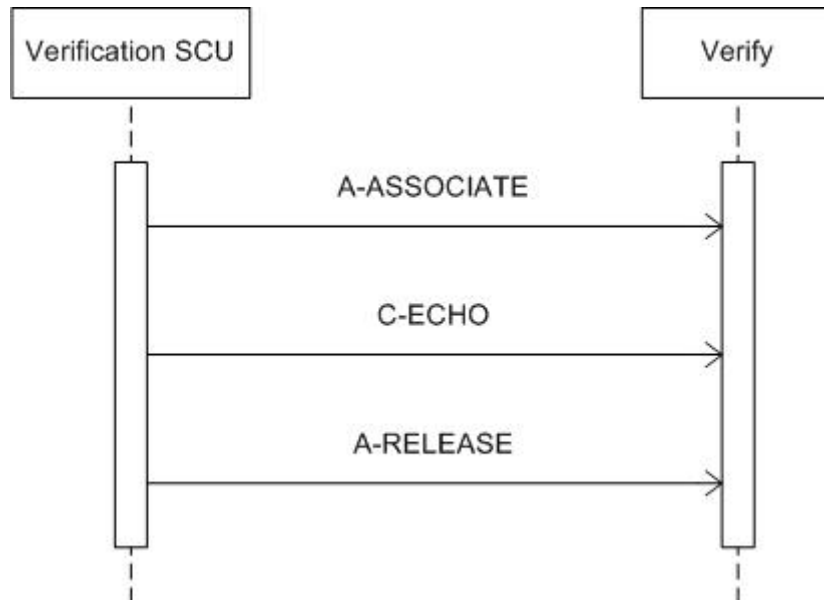 Verification SCU
Verify
A-ASSOCIATE
C-ECHO
A-RELEASE